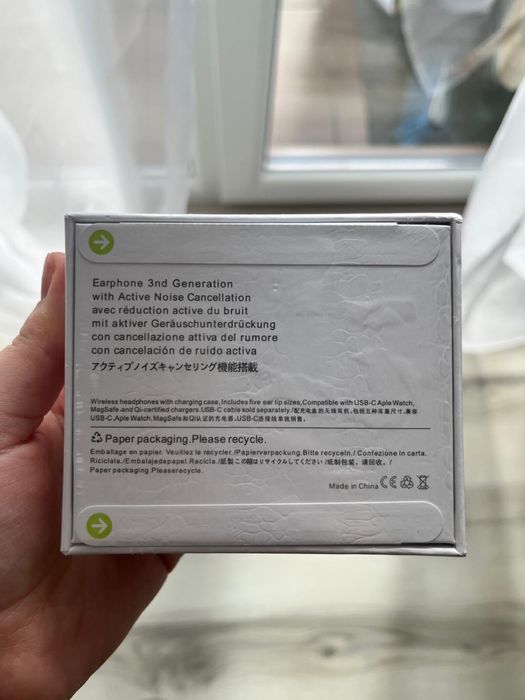 Earphone 3nd Generation
with Active Noise Cancellation
avec réduction active du bruit
mit aktiver Geräuschunterdrückung
con cancellazione attiva del rumore
con cancelación de ruido activa
アクティブノイズキャンセリング機能搭載
Wireless headphones with charging case, Includes five ear tip sizes,Compatible with USB-C Aple Watch,
MagSafe and Qi-certified chargers. USB-C cable sold separately./配充电盒的无线耳机,包括五种耳塞尺寸,兼容
USB-C.Aple Watch.MagSafe和QI认证的充电器,USB-C连接线单独销售。
Paper packaging.Please recycle.
Emballage en papier. Veuillez le recycler./Papierverpackung.Bitte recyceln./ Confezione in carta.
Riciclala./Embalajedepapel.Recicla./紙製この箱はリサイクルしてください/纸制包装、请回收。/
Paper packaging.Pleaserecycle.
Made in China CE